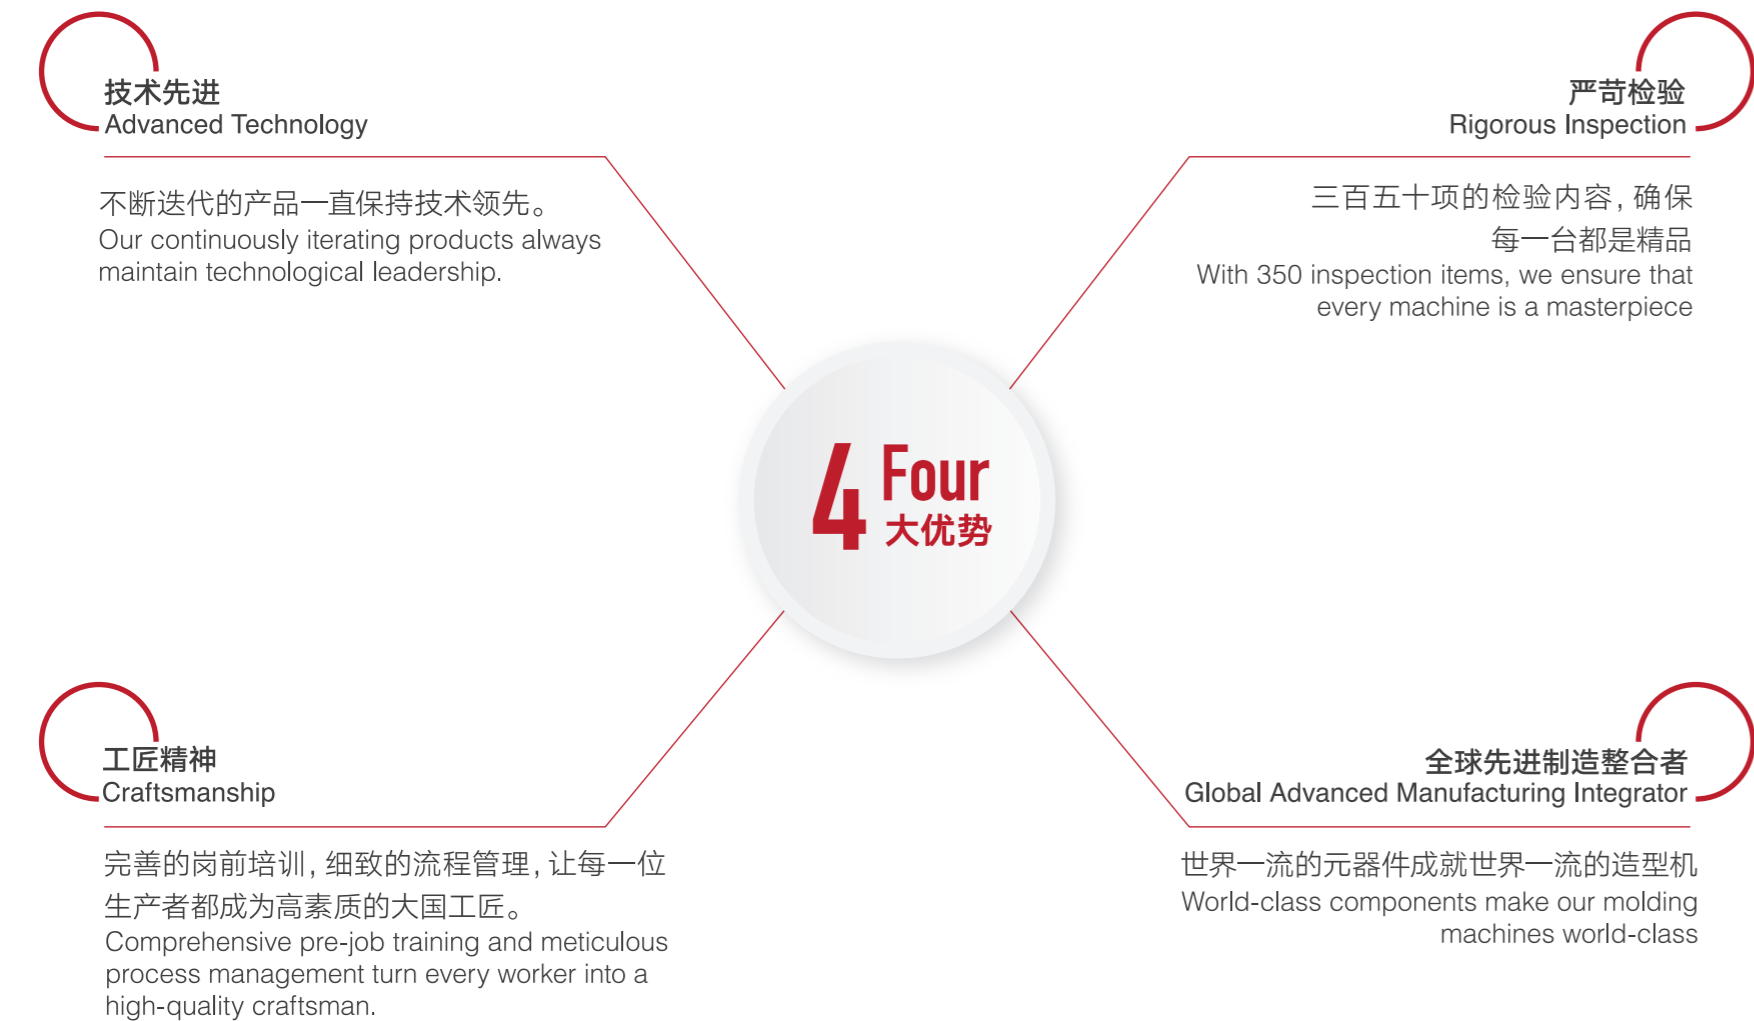 技术先进
Advanced Technology
不断迭代的产品一直保持技术领先。
Our continuously iterating products always
maintain technological leadership.
严苛检验
Rigorous Inspection
三百五十项的检验内容，确保
每一台都是精品
With 350 inspection items, we ensure that
every machine is a masterpiece
4 Four
大优势
工匠精神
Craftsmanship
完善的岗前培训，细致的流程管理，让每一位
生产者都成为高素质的大国工匠。
Comprehensive pre-job training and meticulous
process management turn every worker into a
high-quality craftsman.
全球先进制造整合者
Global Advanced Manufacturing Integrator
世界一流的元器件成就世界一流的造型机
World-class components make our molding
machines world-class